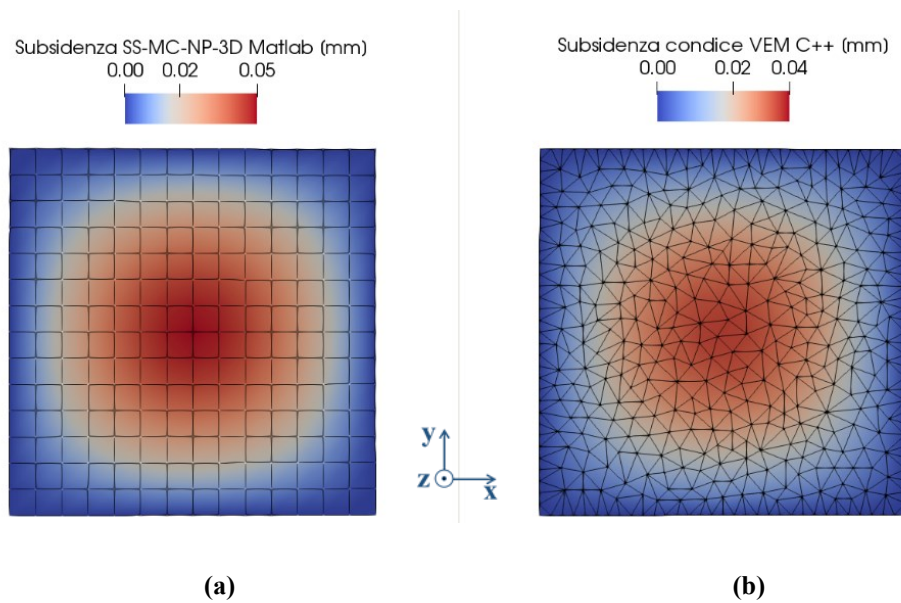 Subsidenza SS-MC-NP-3D Matlab (mm)
0.00 0.02 0.05
Subsidenza condice VEM C++ (mm)
0.00 0.02 0.04
y
z x
(a)
(b)